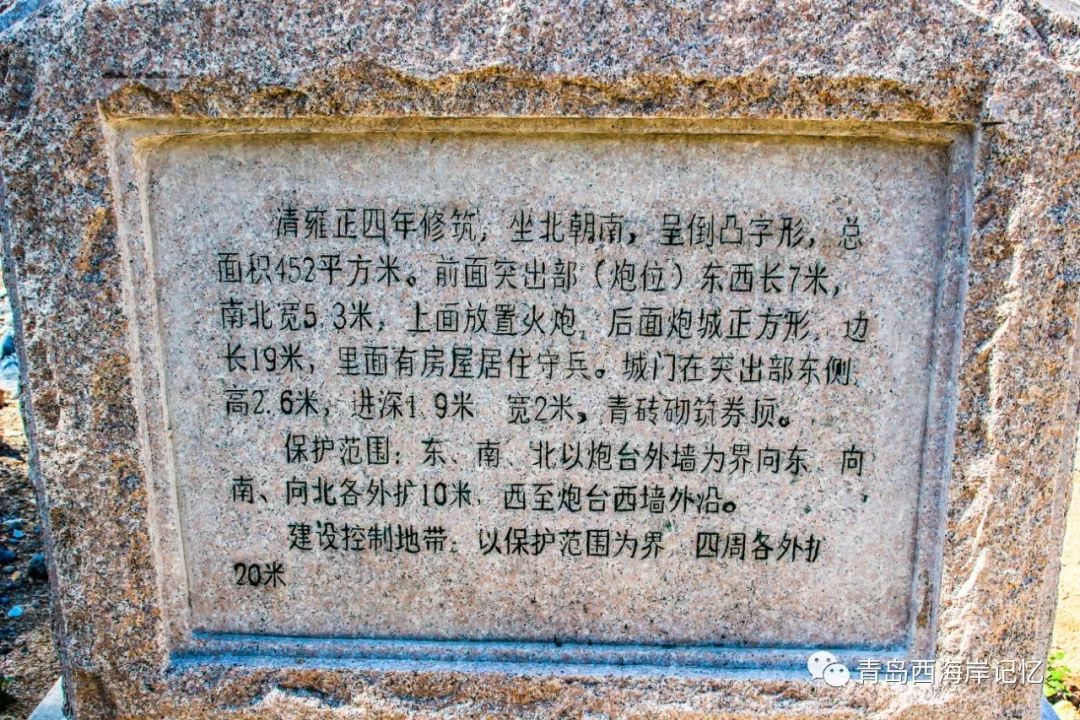 清雍正四年修筑，坐北朝南，呈倒凸字形，总
面积452平方米。前面突出部（炮位）东西长7米，
南北宽5.3米，上面放置火炮，后面炮城正方形，边
长19米，里面有房屋居住守兵。城门在突出部东侧，
高2.6米，进深1.9米 宽2米，青砖砌筑券顶。
保护范围：东、南、北以炮台外墙为界向东、向
南、向北各外扩10米，西至炮台西墙外沿。
建设控制地带：以保护范围为界 四周各外扩
20米
青岛西海岸记忆